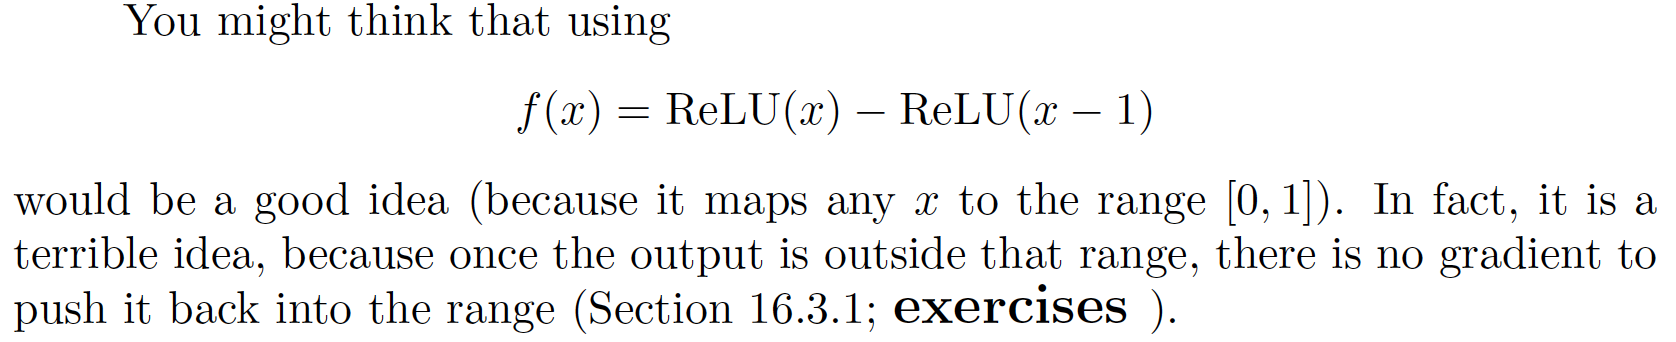 You might think that using
f(x) = ReLU(x) − ReLU(x − 1)
would be a good idea (because it maps any x to the range [0, 1]). In fact, it is a
terrible idea, because once the output is outside that range, there is no gradient to
push it back into the range (Section 16.3.1; exercises ).